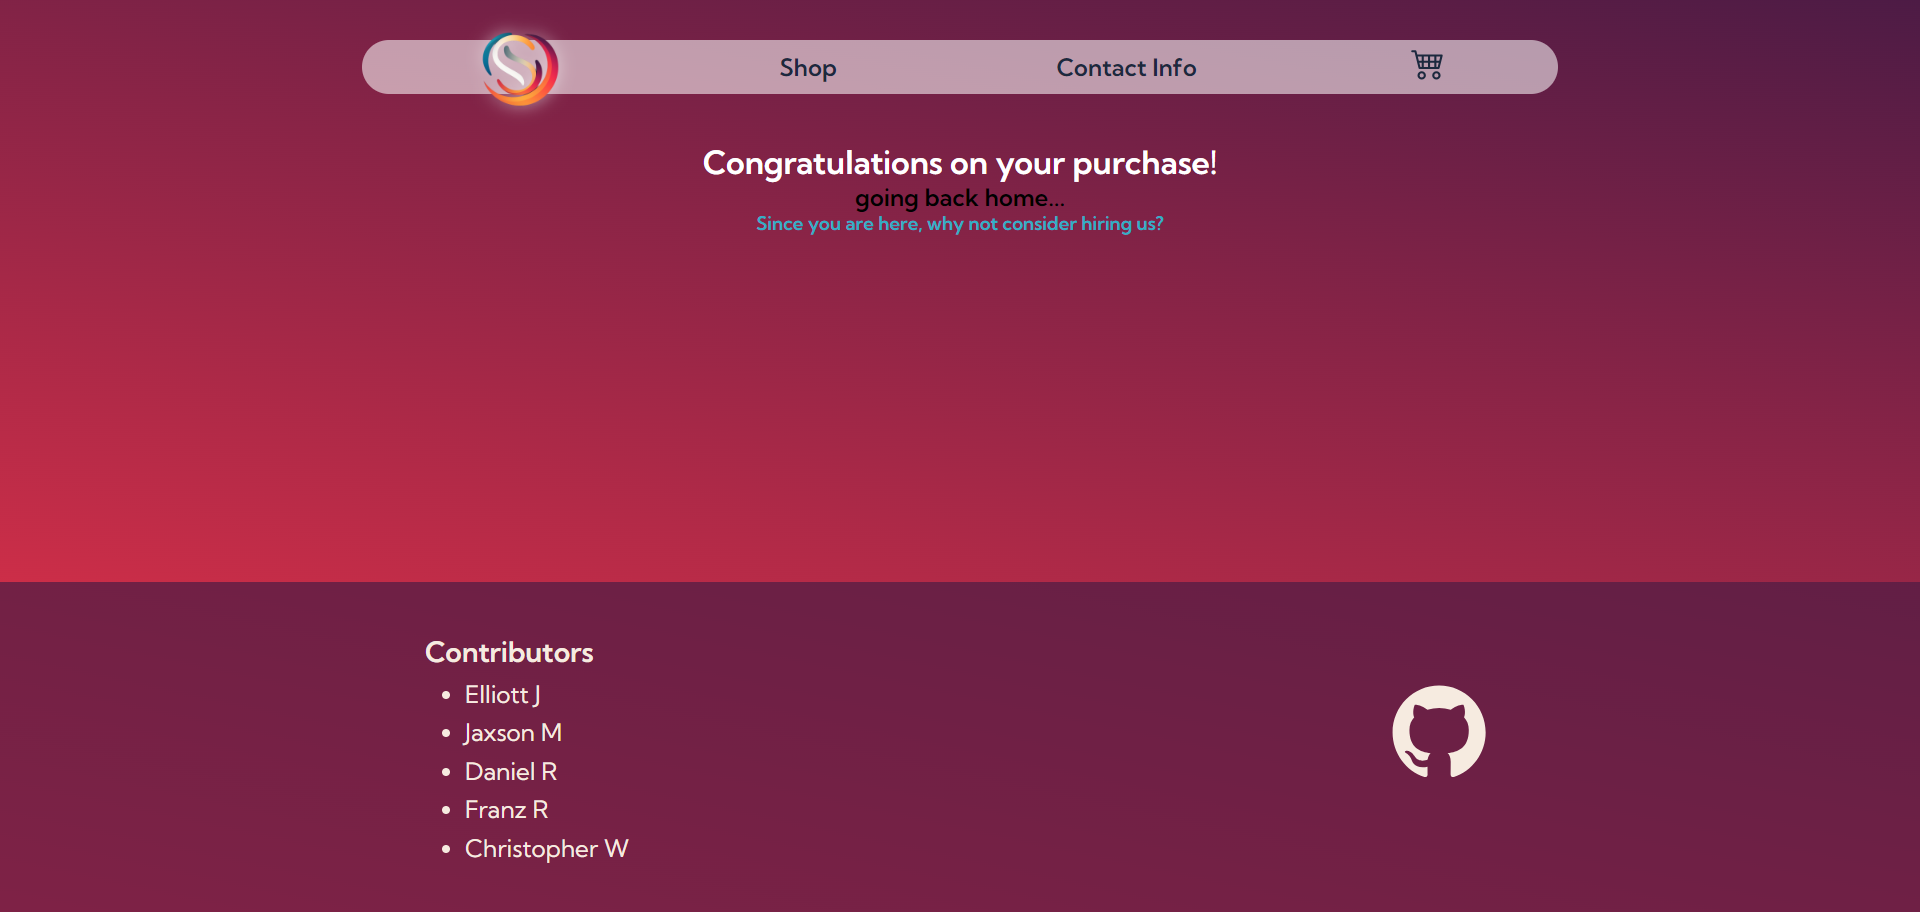 Shop
Contact Info
Congratulations on your purchase!
going back home...
Since you are here, why not consider hiring us?
Contributors
Elliott J
Jaxson M
Daniel R
Franz R
Christopher W